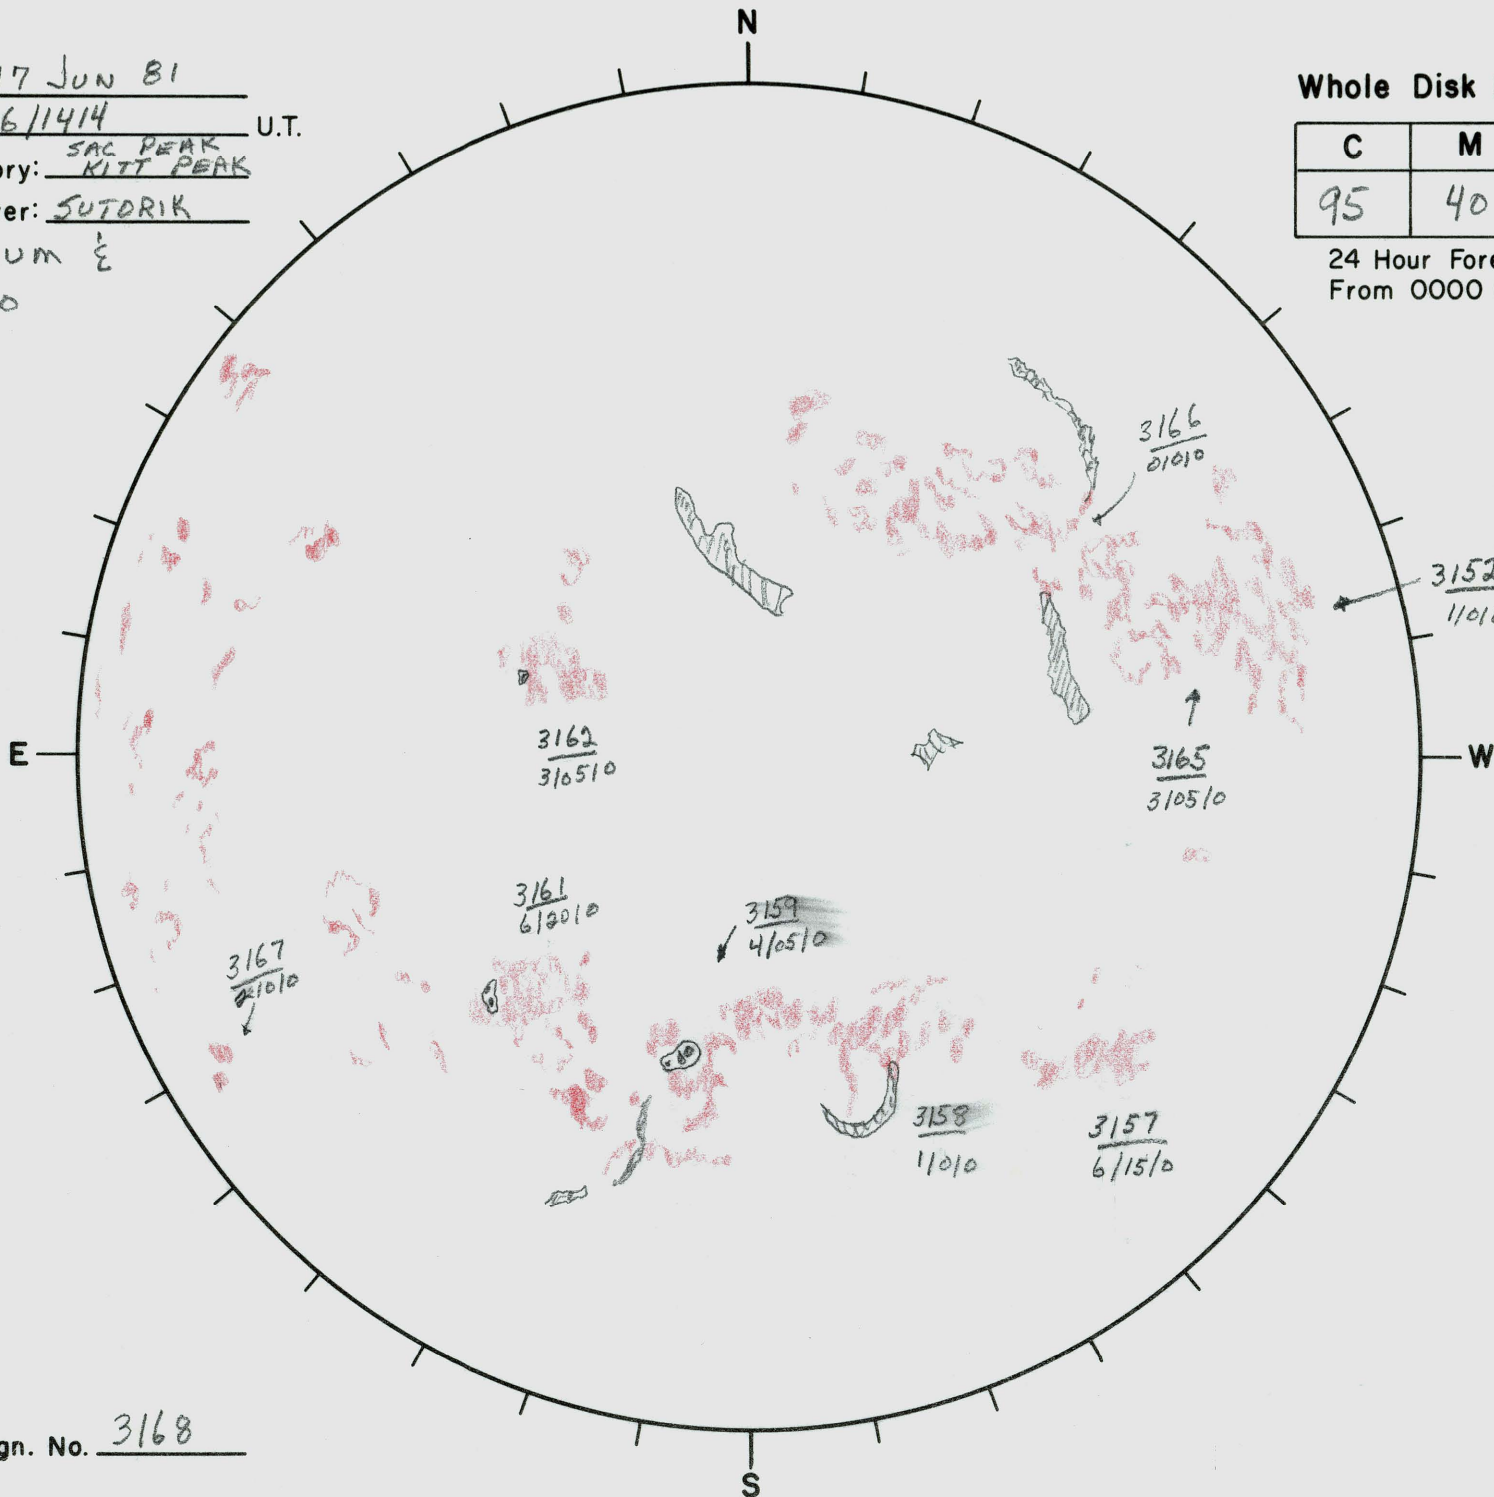 N
17 JUN 81
6/1414 U.T.
SAC PEAK
ory: KITT PEAK
er: SUTORIK
UM &
Whole Disk
C M
95 40
24 Hour Fore
From 0000
3166
0/0/0
3152
1/0/
3162
3/05/0
E
W
3165
3/05/0
3161
6/20/0
3159
4/05/0
3167
2/0/0
3158
1/0/0
3157
6/15/0
gn. No. 3168
S